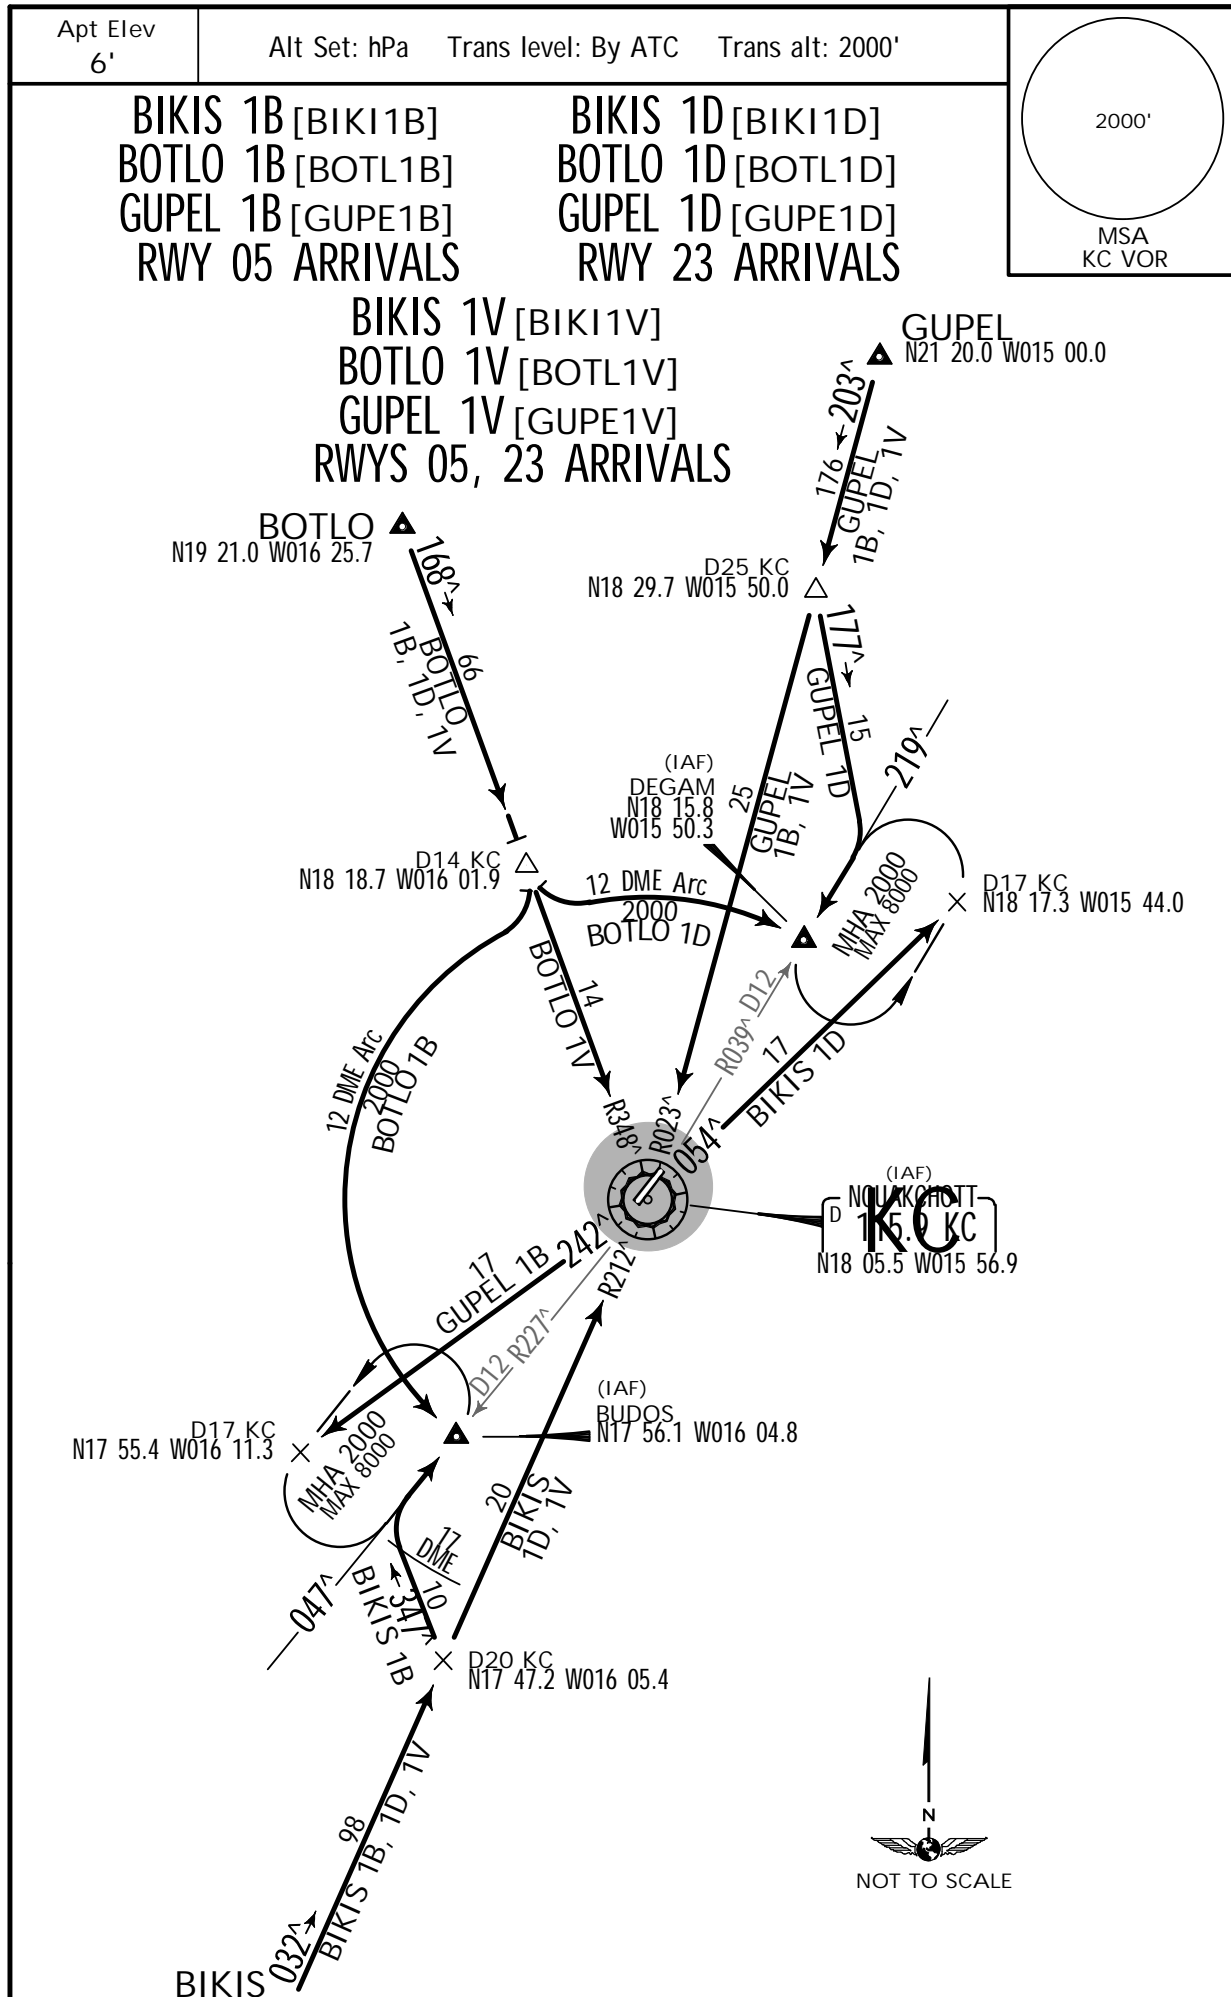 Apt Elev
6'
Alt Set: hPa Trans level: By ATC Trans alt: 2000'
2000'
MSA
KC VOR
BIKIS 1B [BIKI1B]
BOTLO 1B [BOTL1B]
GUPEL 1B [GUPE1B]
RWY 05 ARRIVALS
BIKIS 1D [BIKI1D]
BOTLO 1D [BOTL1D]
GUPEL 1D [GUPE1D]
RWY 23 ARRIVALS
BIKIS 1V [BIKI1V]
BOTLO 1V [BOTL1V]
GUPEL 1V [GUPE1V]
RWYS 05, 23 ARRIVALS
GUPEL
N21 20.0 W015 00.0
203^
176
GUPEL
1B, 1D, 1V
BOTLO
N19 21.0 W016 25.7
168^
66
BOTLO
1B, 1D, 1V
D25 KC
N18 29.7 W015 50.0
177^
15
GUPEL 1D
219^
25
GUPEL
1B, 1V
(IAF)
DEGAM
N18 15.8
W015 50.3
D14 KC
N18 18.7 W016 01.9
12 DME Arc
2000
BOTLO 1D
MHA 2000
MAX 8000
D17 KC
N18 17.3 W015 44.0
14
BOTLO 1V
R039^ D12
17
BIKIS 1D
12 DME Arc
2000
BOTLO 1B
R348^
R023^
054^
(IAF)
NOUAKCHOTT
D 115.9 KC
KC
N18 05.5 W015 56.9
242^
17
GUPEL 1B
R212^
D12 R227^
(IAF)
BUDOS
N17 56.1 W016 04.8
D17 KC
N17 55.4 W016 11.3
MHA 2000
MAX 8000
20
BIKIS
1D, 1V
17
DME
10
347^
BIKIS 1B
047^
D20 KC
N17 47.2 W016 05.4
98
BIKIS 1B, 1D, 1V
032^
BIKIS
N
NOT TO SCALE